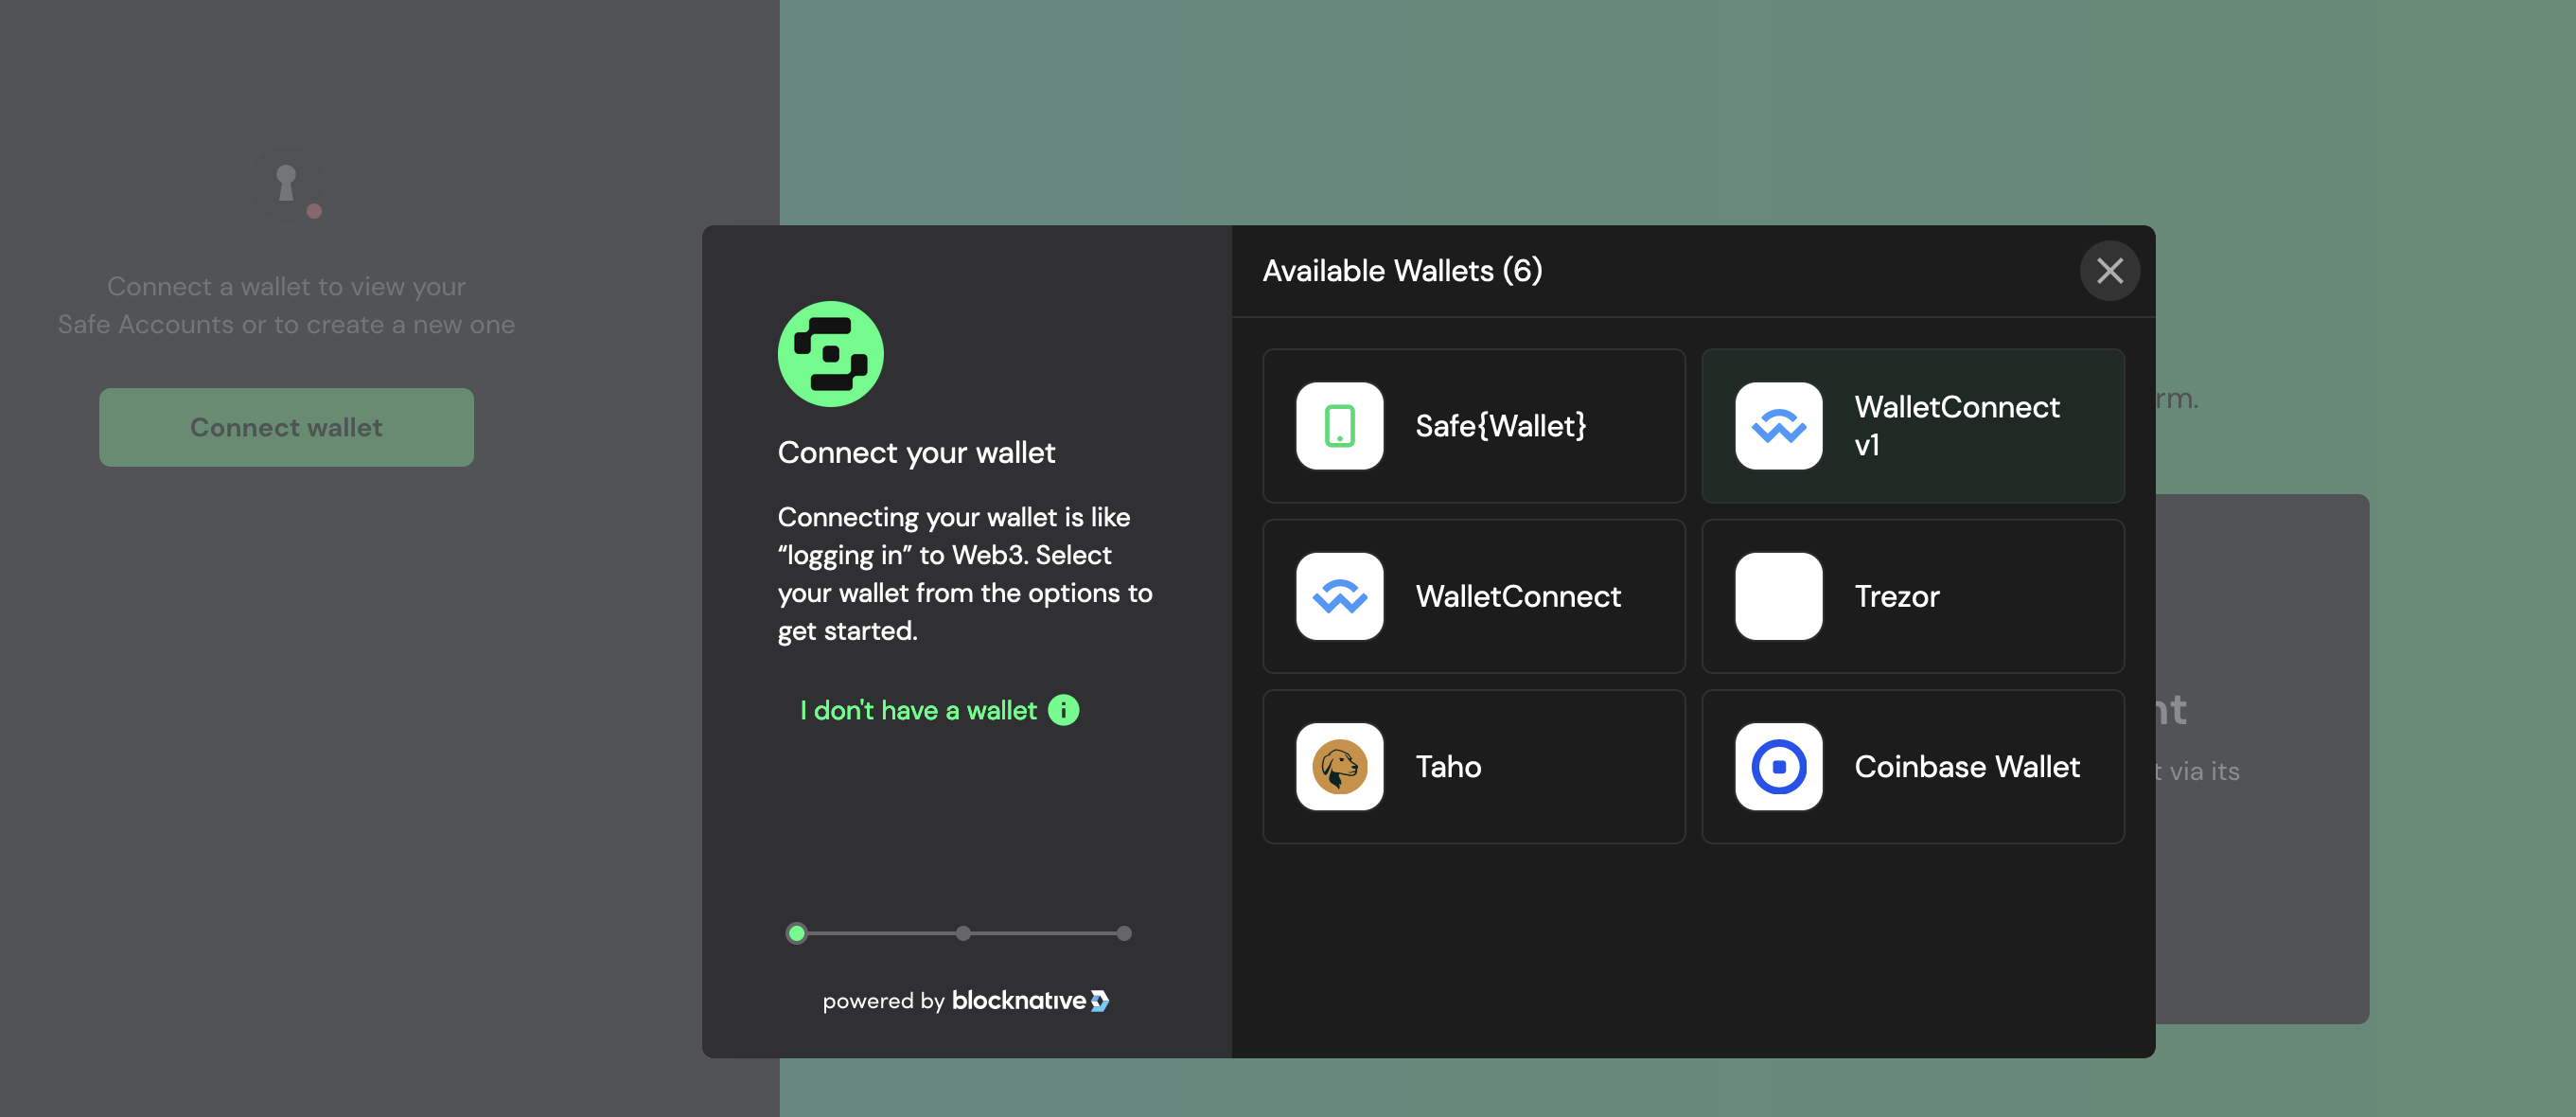 Connect a wallet to view your
Safe Accounts or to create a new one
Connect wallet
Connect your wallet
Connecting your wallet is like
“logging in” to Web3. Select
your wallet from the options to
get started.
I don't have a wallet
powered by blocknative
Available Wallets (6)
Safe{Wallet}
WalletConnect
v1
WalletConnect
Trezor
Taho
Coinbase Wallet
via its